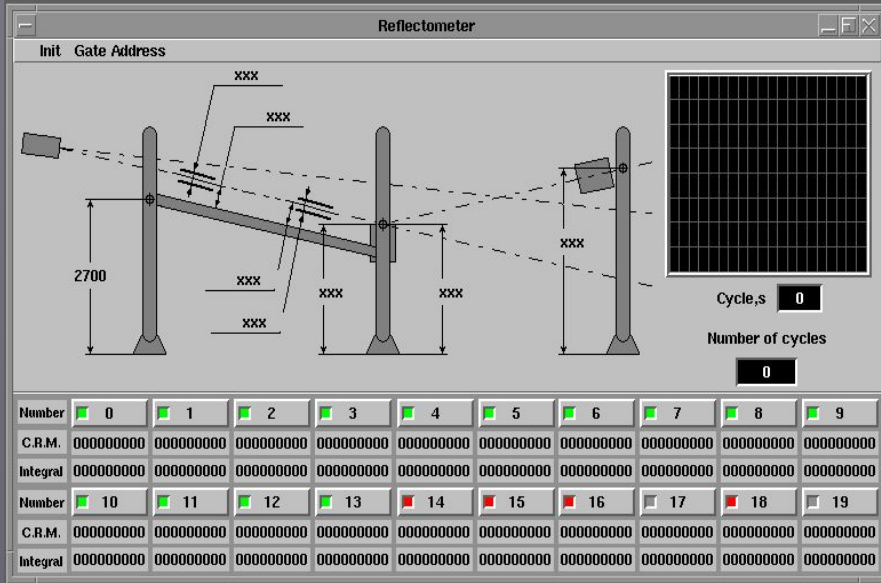 Reflectometer
Init Gate Address
xxx
xxx
xxx
2700
xxx
xxx xxx
xxx
Cycle,s 0
Number of cycles
0
Number 0 1 2 3 4 5 6 7 8 9
C.R.M. 000000000 000000000 000000000 000000000 000000000 000000000 000000000 000000000 000000000 000000000
Integral 000000000 000000000 000000000 000000000 000000000 000000000 000000000 000000000 000000000 000000000
Number 10 11 12 13 14 15 16 17 18 19
C.R.M. 000000000 000000000 000000000 000000000 000000000 000000000 000000000 000000000 000000000 000000000
Integral 000000000 000000000 000000000 000000000 000000000 000000000 000000000 000000000 000000000 000000000